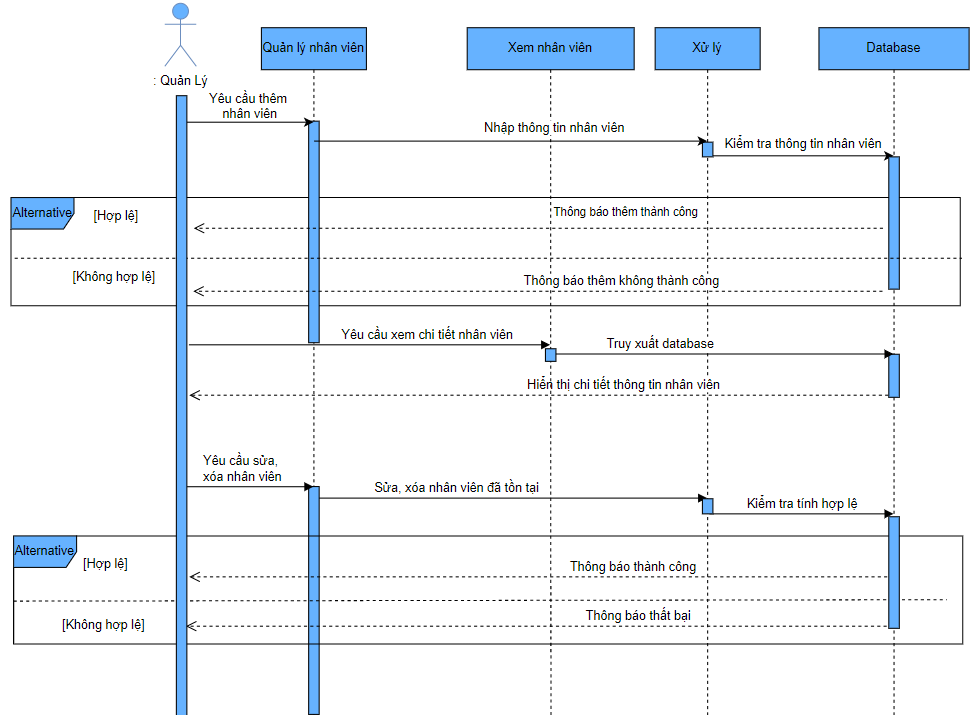 : Quản Lý
Quản lý nhân viên
Xem nhân viên
Xử lý
Database
Yêu cầu thêm
nhân viên
Nhập thông tin nhân viên
Kiểm tra thông tin nhân viên
Alternative
[Hợp lệ]
Thông báo thêm thành công
[Không hợp lệ]
Thông báo thêm không thành công
Yêu cầu xem chi tiết nhân viên
Truy xuất database
Hiển thị chi tiết thông tin nhân viên
Yêu cầu sửa,
xóa nhân viên
Sửa, xóa nhân viên đã tồn tại
Kiểm tra tính hợp lệ
Alternative
[Hợp lệ]
Thông báo thành công
Thông báo thất bại
[Không hợp lệ]